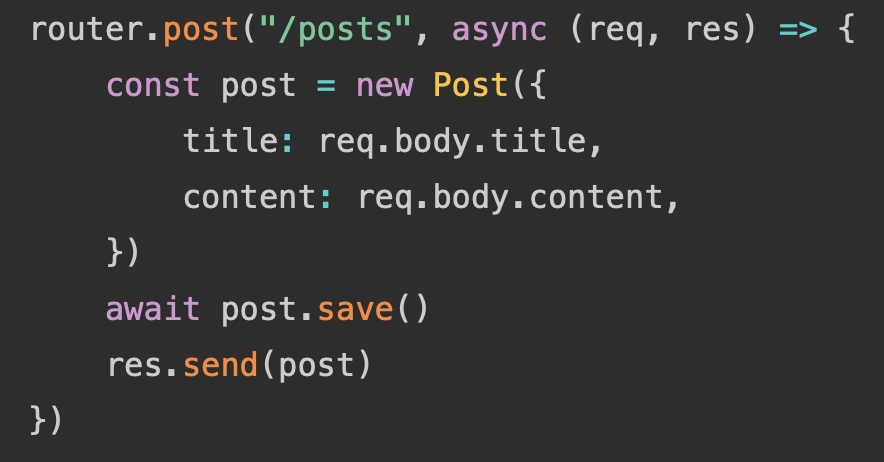 router.post("/posts", async (req, res) => {
    const post = new Post({
        title: req.body.title,
        content: req.body.content,
    })
    await post.save()
    res.send(post)
})